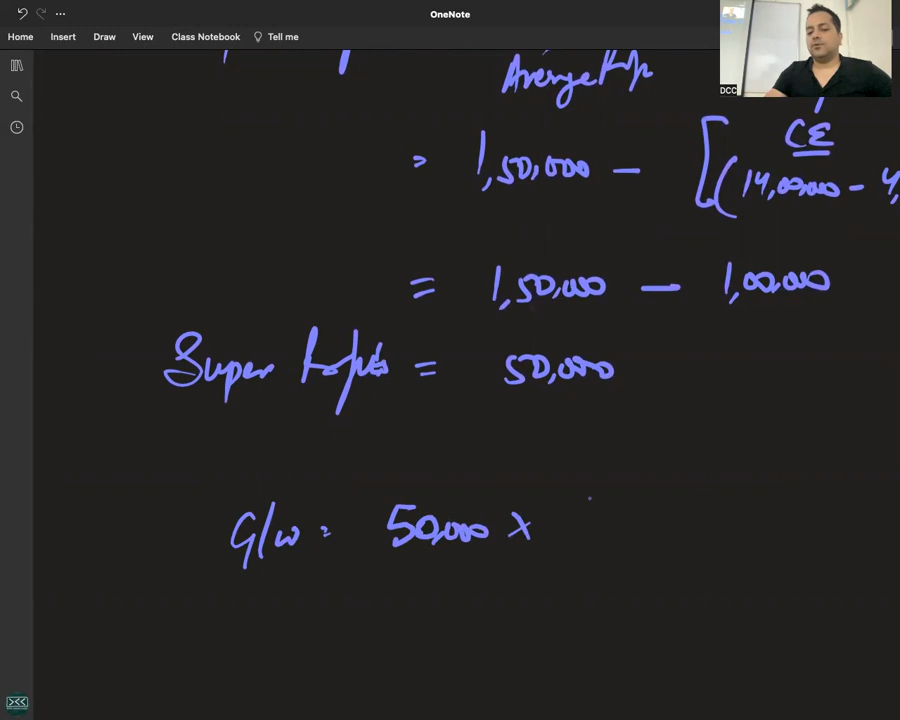 OneNote
Home Insert Draw View Class Notebook Tell me
DCC
Average
CE
= 1,50,000 - [(14,00,000 - 4,
= 1,50,000 - 1,00,000
Super Profits = 50,000
G/w = 50,000 ×